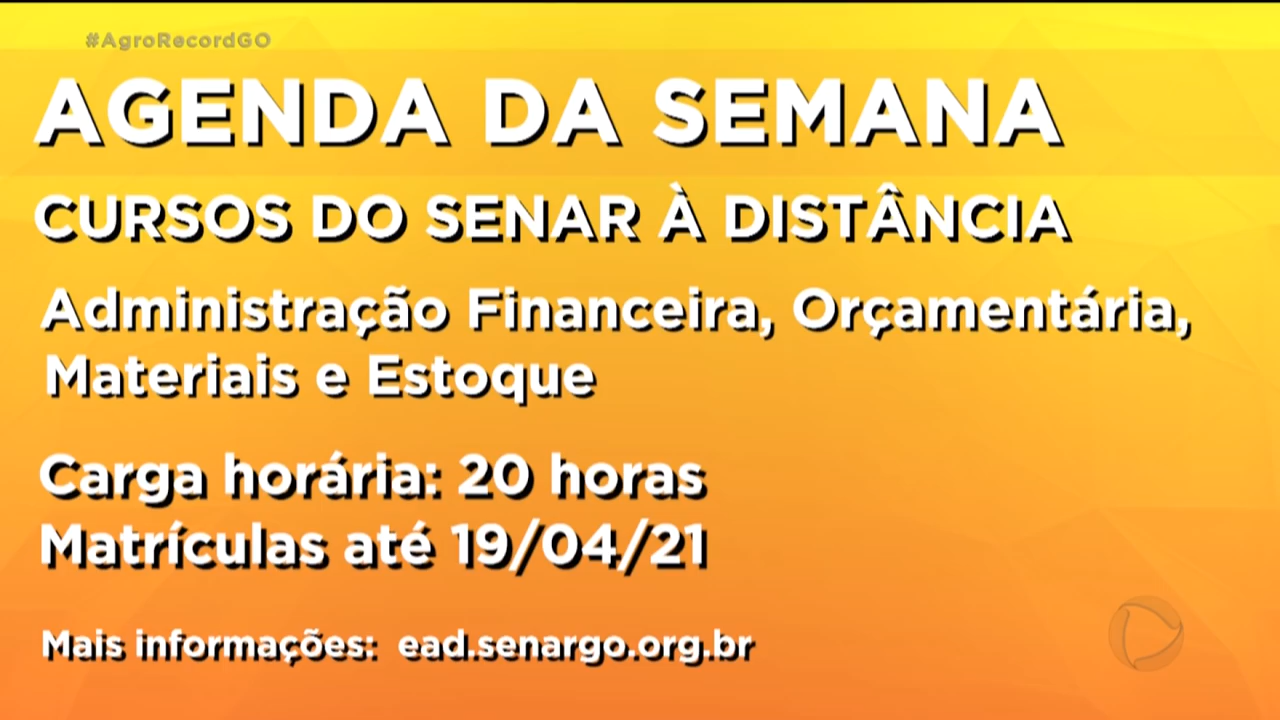 #AgroRecordGO
AGENDA DA SEMANA
CURSOS DO SENAR À DISTÂNCIA
Administração Financeira, Orçamentária,
Materiais e Estoque
Carga horária: 20 horas
Matrículas até 19/04/21
Mais informações: ead.senargo.org.br